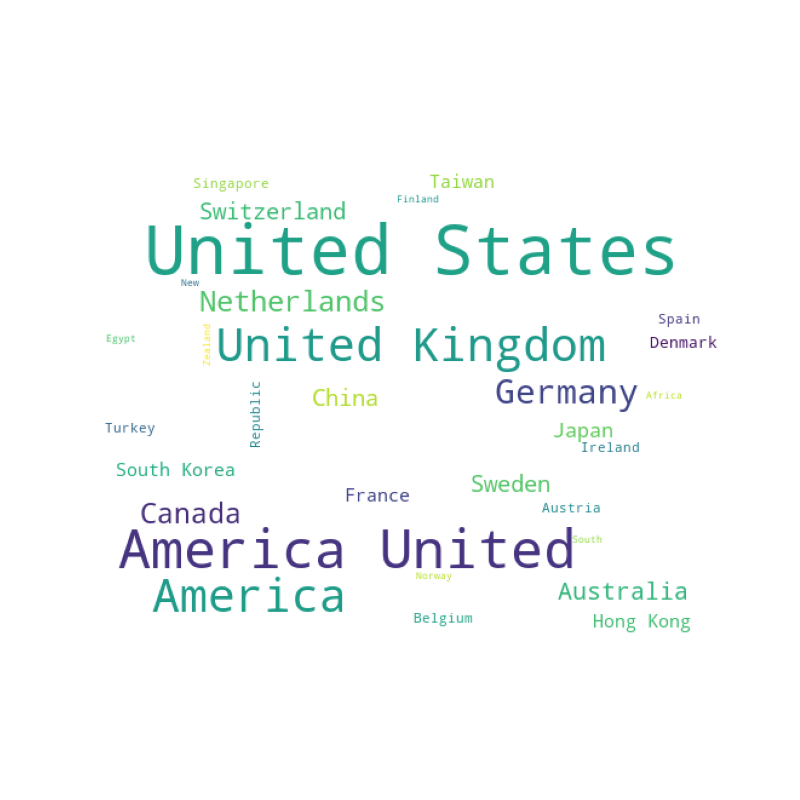 Singapore
Taiwan
Finland
Switzerland
United States
New
Netherlands
Spain
Egypt
Zealand
United Kingdom
Denmark
Germany
Africa
China
Republic
Turkey
Japan
Ireland
South Korea
Sweden
France
Austria
Canada
South
America United
Norway
America
Australia
Belgium
Hong Kong